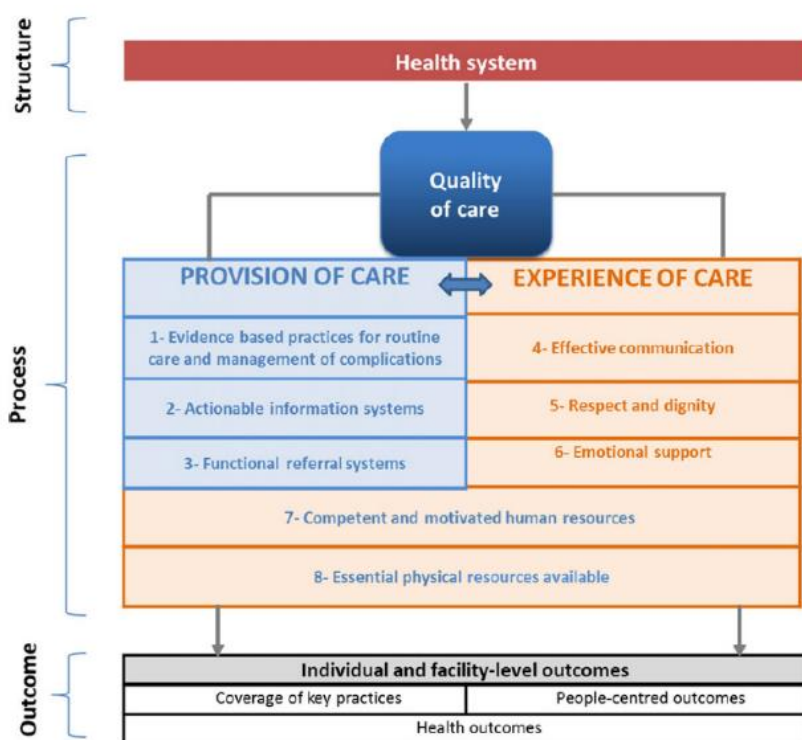 Structure
Health system
Process
Quality
of care
PROVISION OF CARE
EXPERIENCE OF CARE
1- Evidence based practices for routine
care and management of complications
4- Effective communication
2- Actionable information systems
5- Respect and dignity
3- Functional referral systems
6- Emotional support
7- Competent and motivated human resources
8- Essential physical resources available
Outcome
Individual and facility-level outcomes
Coverage of key practices
People-centred outcomes
Health outcomes